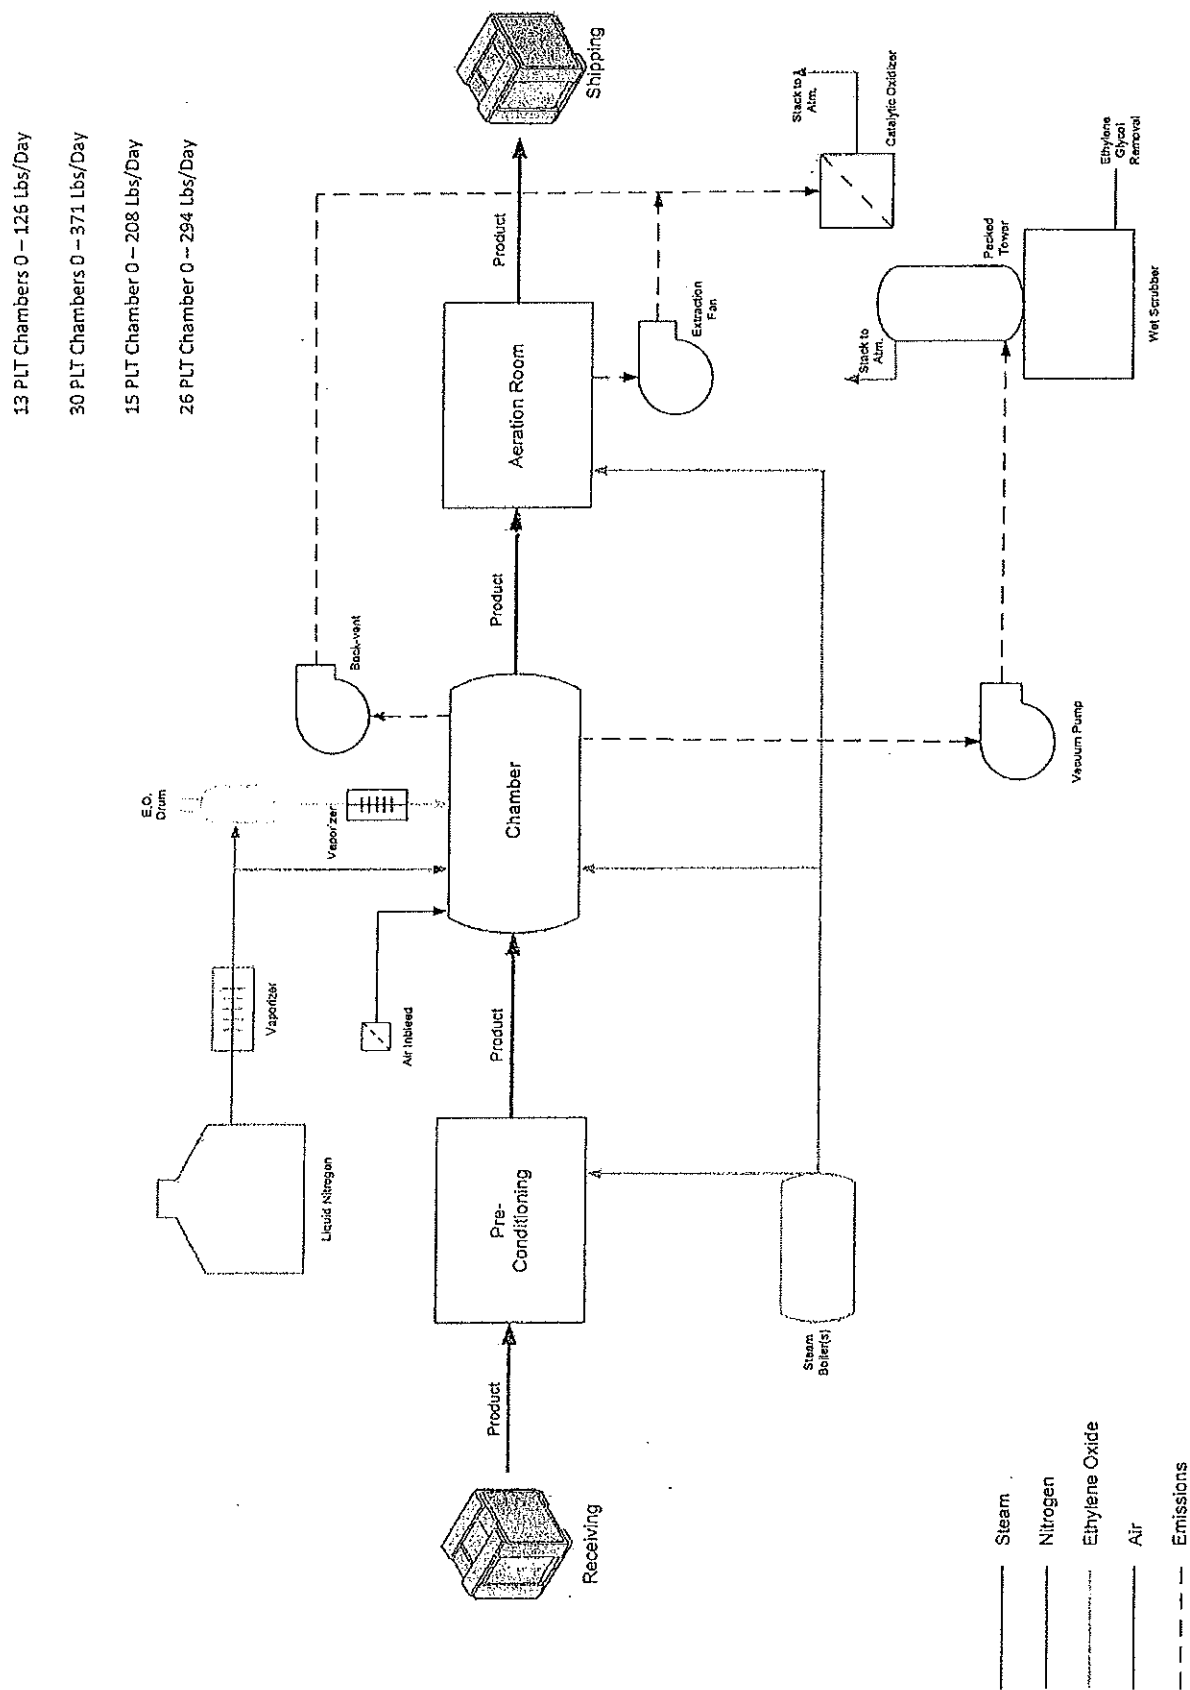 13 PLT Chambers 0 – 126 Lbs/Day
30 PLT Chambers 0 – 371 Lbs/Day
15 PLT Chamber 0 – 208 Lbs/Day
26 PLT Chamber 0 – 294 Lbs/Day
Liquid Nitrogen
Vaporizer
E.O.
Drum
Vaporizer
Air Inbleed
Back-vent
Receiving
Product
Pre-
Conditioning
Product
Chamber
Product
Aeration Room
Product
Shipping
Extraction
Fan
Stack to
Atm.
Catalytic Oxidizer
Steam
Boiler(s)
Vacuum Pump
Stack to
Atm.
Packed
Tower
Ethylene
Glycol
Removal
Wet Scrubber
Steam
Nitrogen
Ethylene Oxide
Air
Emissions